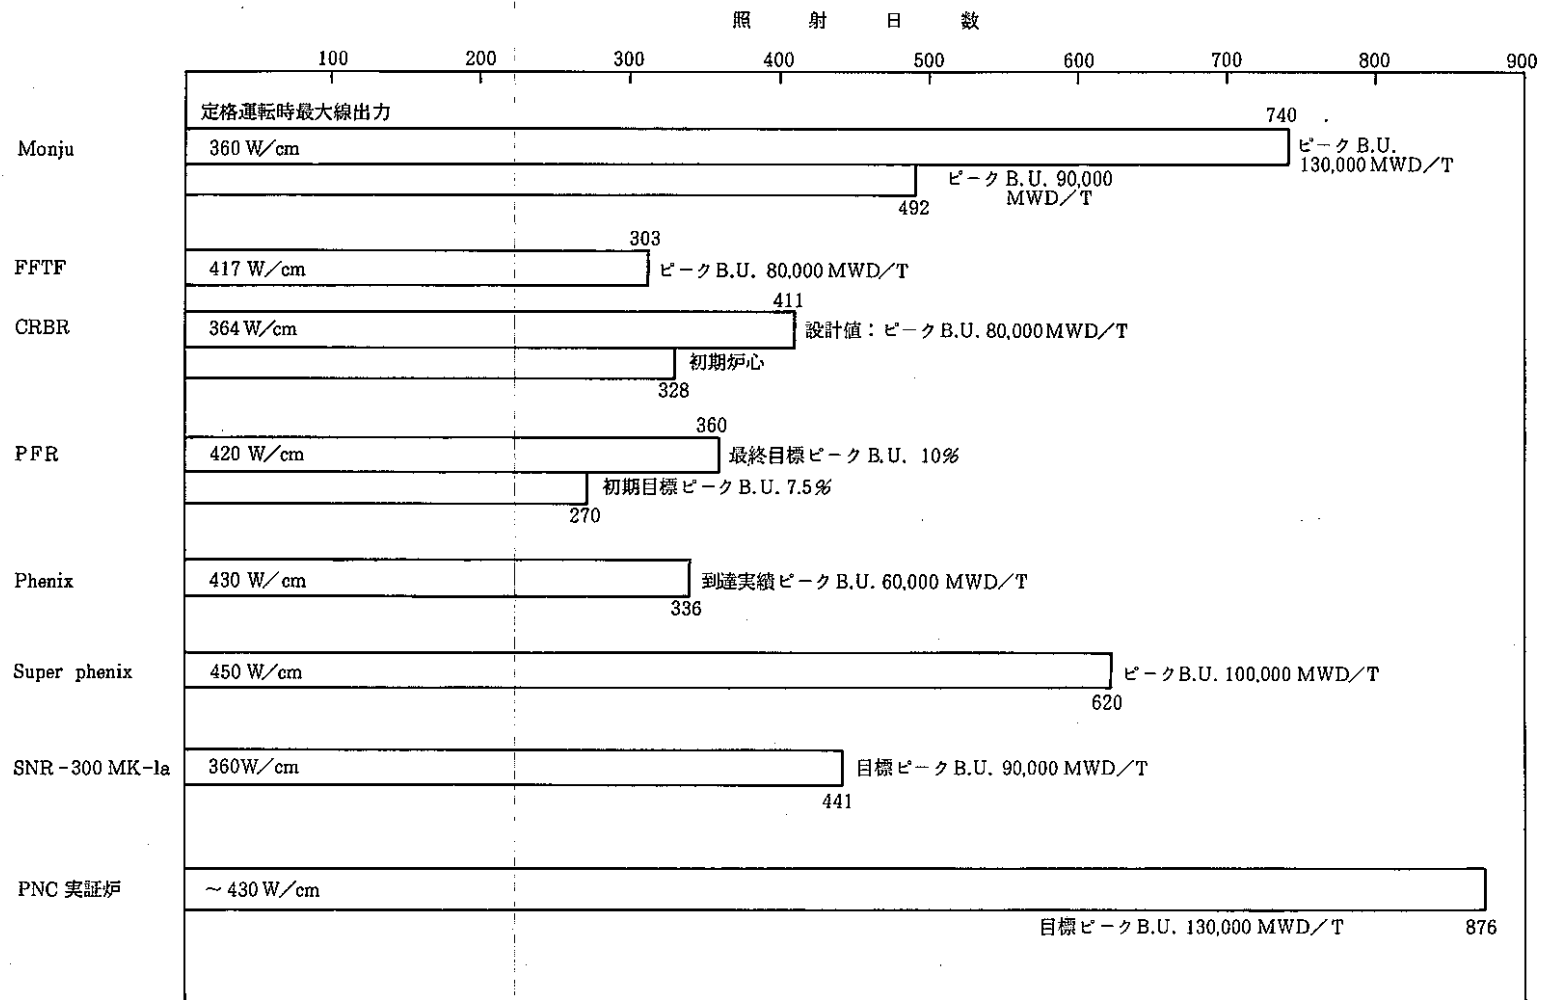 照射日数
100 200 300 400 500 600 700 800 900
定格運転時最大線出力
Monju
360 W/cm
740
ピーク B.U.
130,000 MWD/T
ピーク B.U. 90,000
MWD/T
492
FFTF
417 W/cm
303
ピーク B.U. 80,000 MWD/T
CRBR
364 W/cm
411
設計値：ピーク B.U. 80,000 MWD/T
初期炉心
328
PFR
420 W/cm
360
最終目標ピーク B.U. 10%
初期目標ピーク B.U. 7.5%
270
Phenix
430 W/cm
到達実績ピーク B.U. 60,000 MWD/T
336
Super phenix
450 W/cm
ピーク B.U. 100,000 MWD/T
620
SNR-300 MK-1a
360W/cm
目標ピーク B.U. 90,000 MWD/T
441
PNC 実証炉
～430 W/cm
目標ピーク B.U. 130,000 MWD/T
876